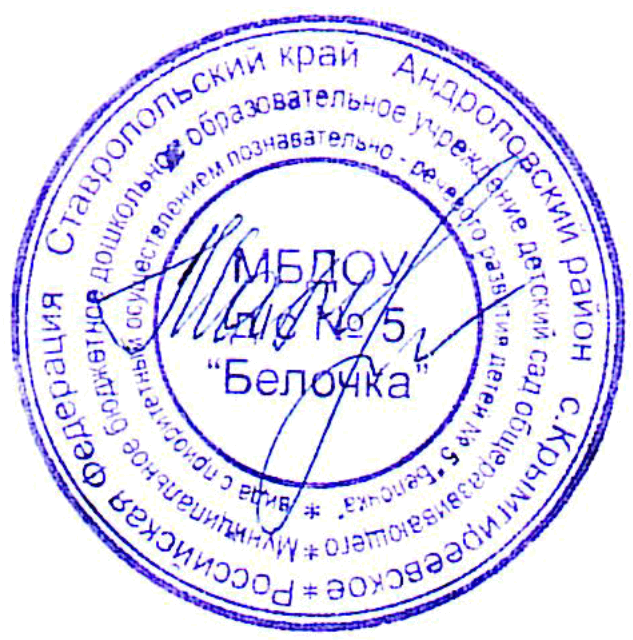 Российская Федерация Ставропольский край Андроповский район с.Крымгиреевское *
Муниципальное бюджетное дошкольное образовательное учреждение детский сад общеразвивающего *
вида с приоритетным осуществлением познавательно - речевого развития детей № 5 "Белочка" *
МБДОУ
д/с № 5
"Белочка"